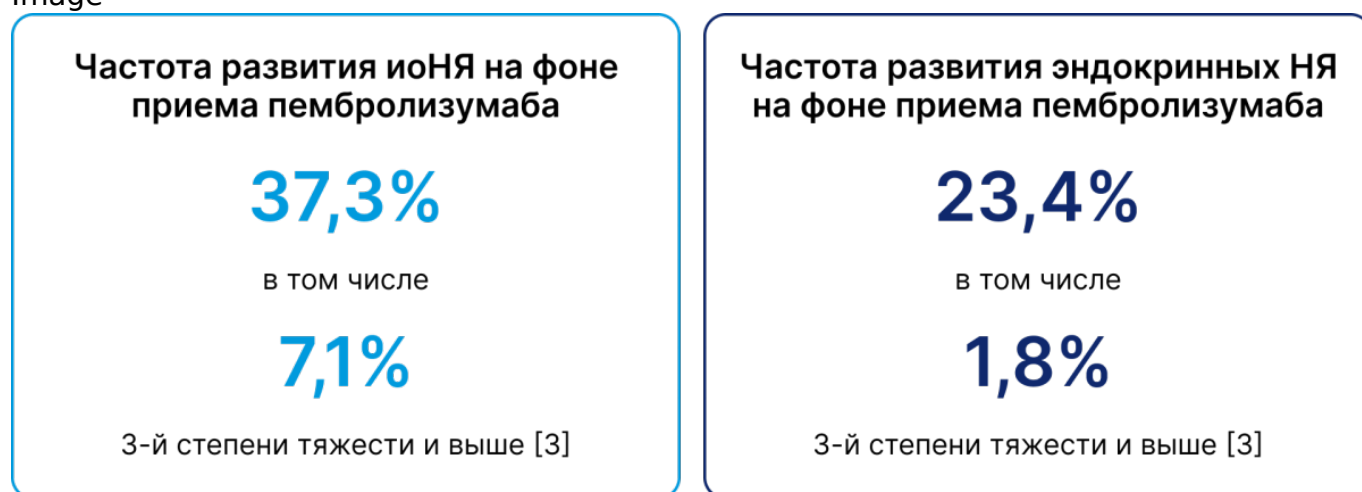 Image
Частота развития иоНЯ на фоне
приема пембролизумаба
37,3%
в том числе
7,1%
3-й степени тяжести и выше [3]
Частота развития эндокринных НЯ
на фоне приема пембролизумаба
23,4%
в том числе
1,8%
3-й степени тяжести и выше [3]